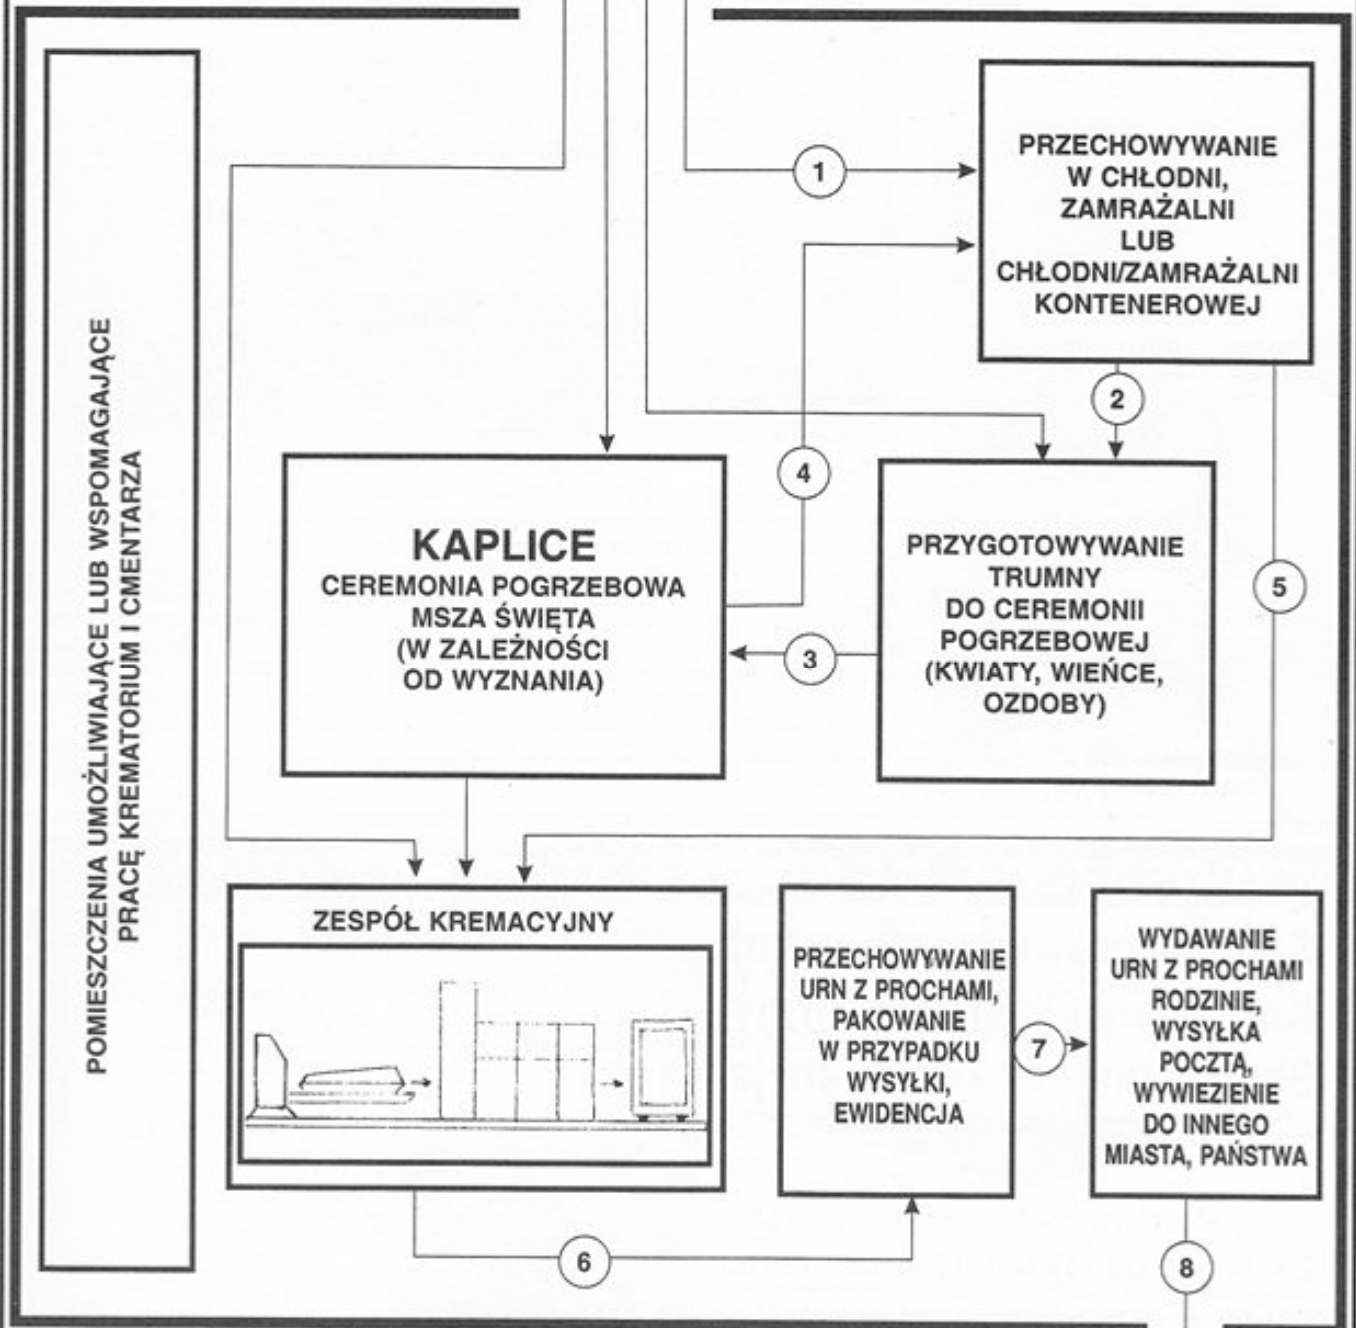 POMIESZCZENIA UMOŻLIWIAJĄCE LUB WSPOMAGAJĄCE
PRACĘ KREMATORIUM I CMENTARZA
1
PRZECHOWYWANIE
W CHŁODNI,
ZAMRAŻALNI
LUB
CHŁODNI/ZAMRAŻALNI
KONTENEROWEJ
2
4
KAPLICE
CEREMONIA POGRZEBOWA
MSZA ŚWIĘTA
(W ZALEŻNOŚCI
OD WYZNANIA)
3
PRZYGOTOWYWANIE
TRUMNY
DO CEREMONII
POGRZEBOWEJ
(KWIATY, WIEŃCE,
OZDOBY)
5
ZESPÓŁ KREMACYJNY
PRZECHOWYWANIE
URN Z PROCHAMI,
PAKOWANIE
W PRZYPADKU
WYSYŁKI,
EWIDENCJA
7
WYDAWANIE
URN Z PROCHAMI
RODZINIE,
WYSYŁKA
POCZTĄ,
WYWIEZIENIE
DO INNEGO
MIASTA, PAŃSTWA
6
8